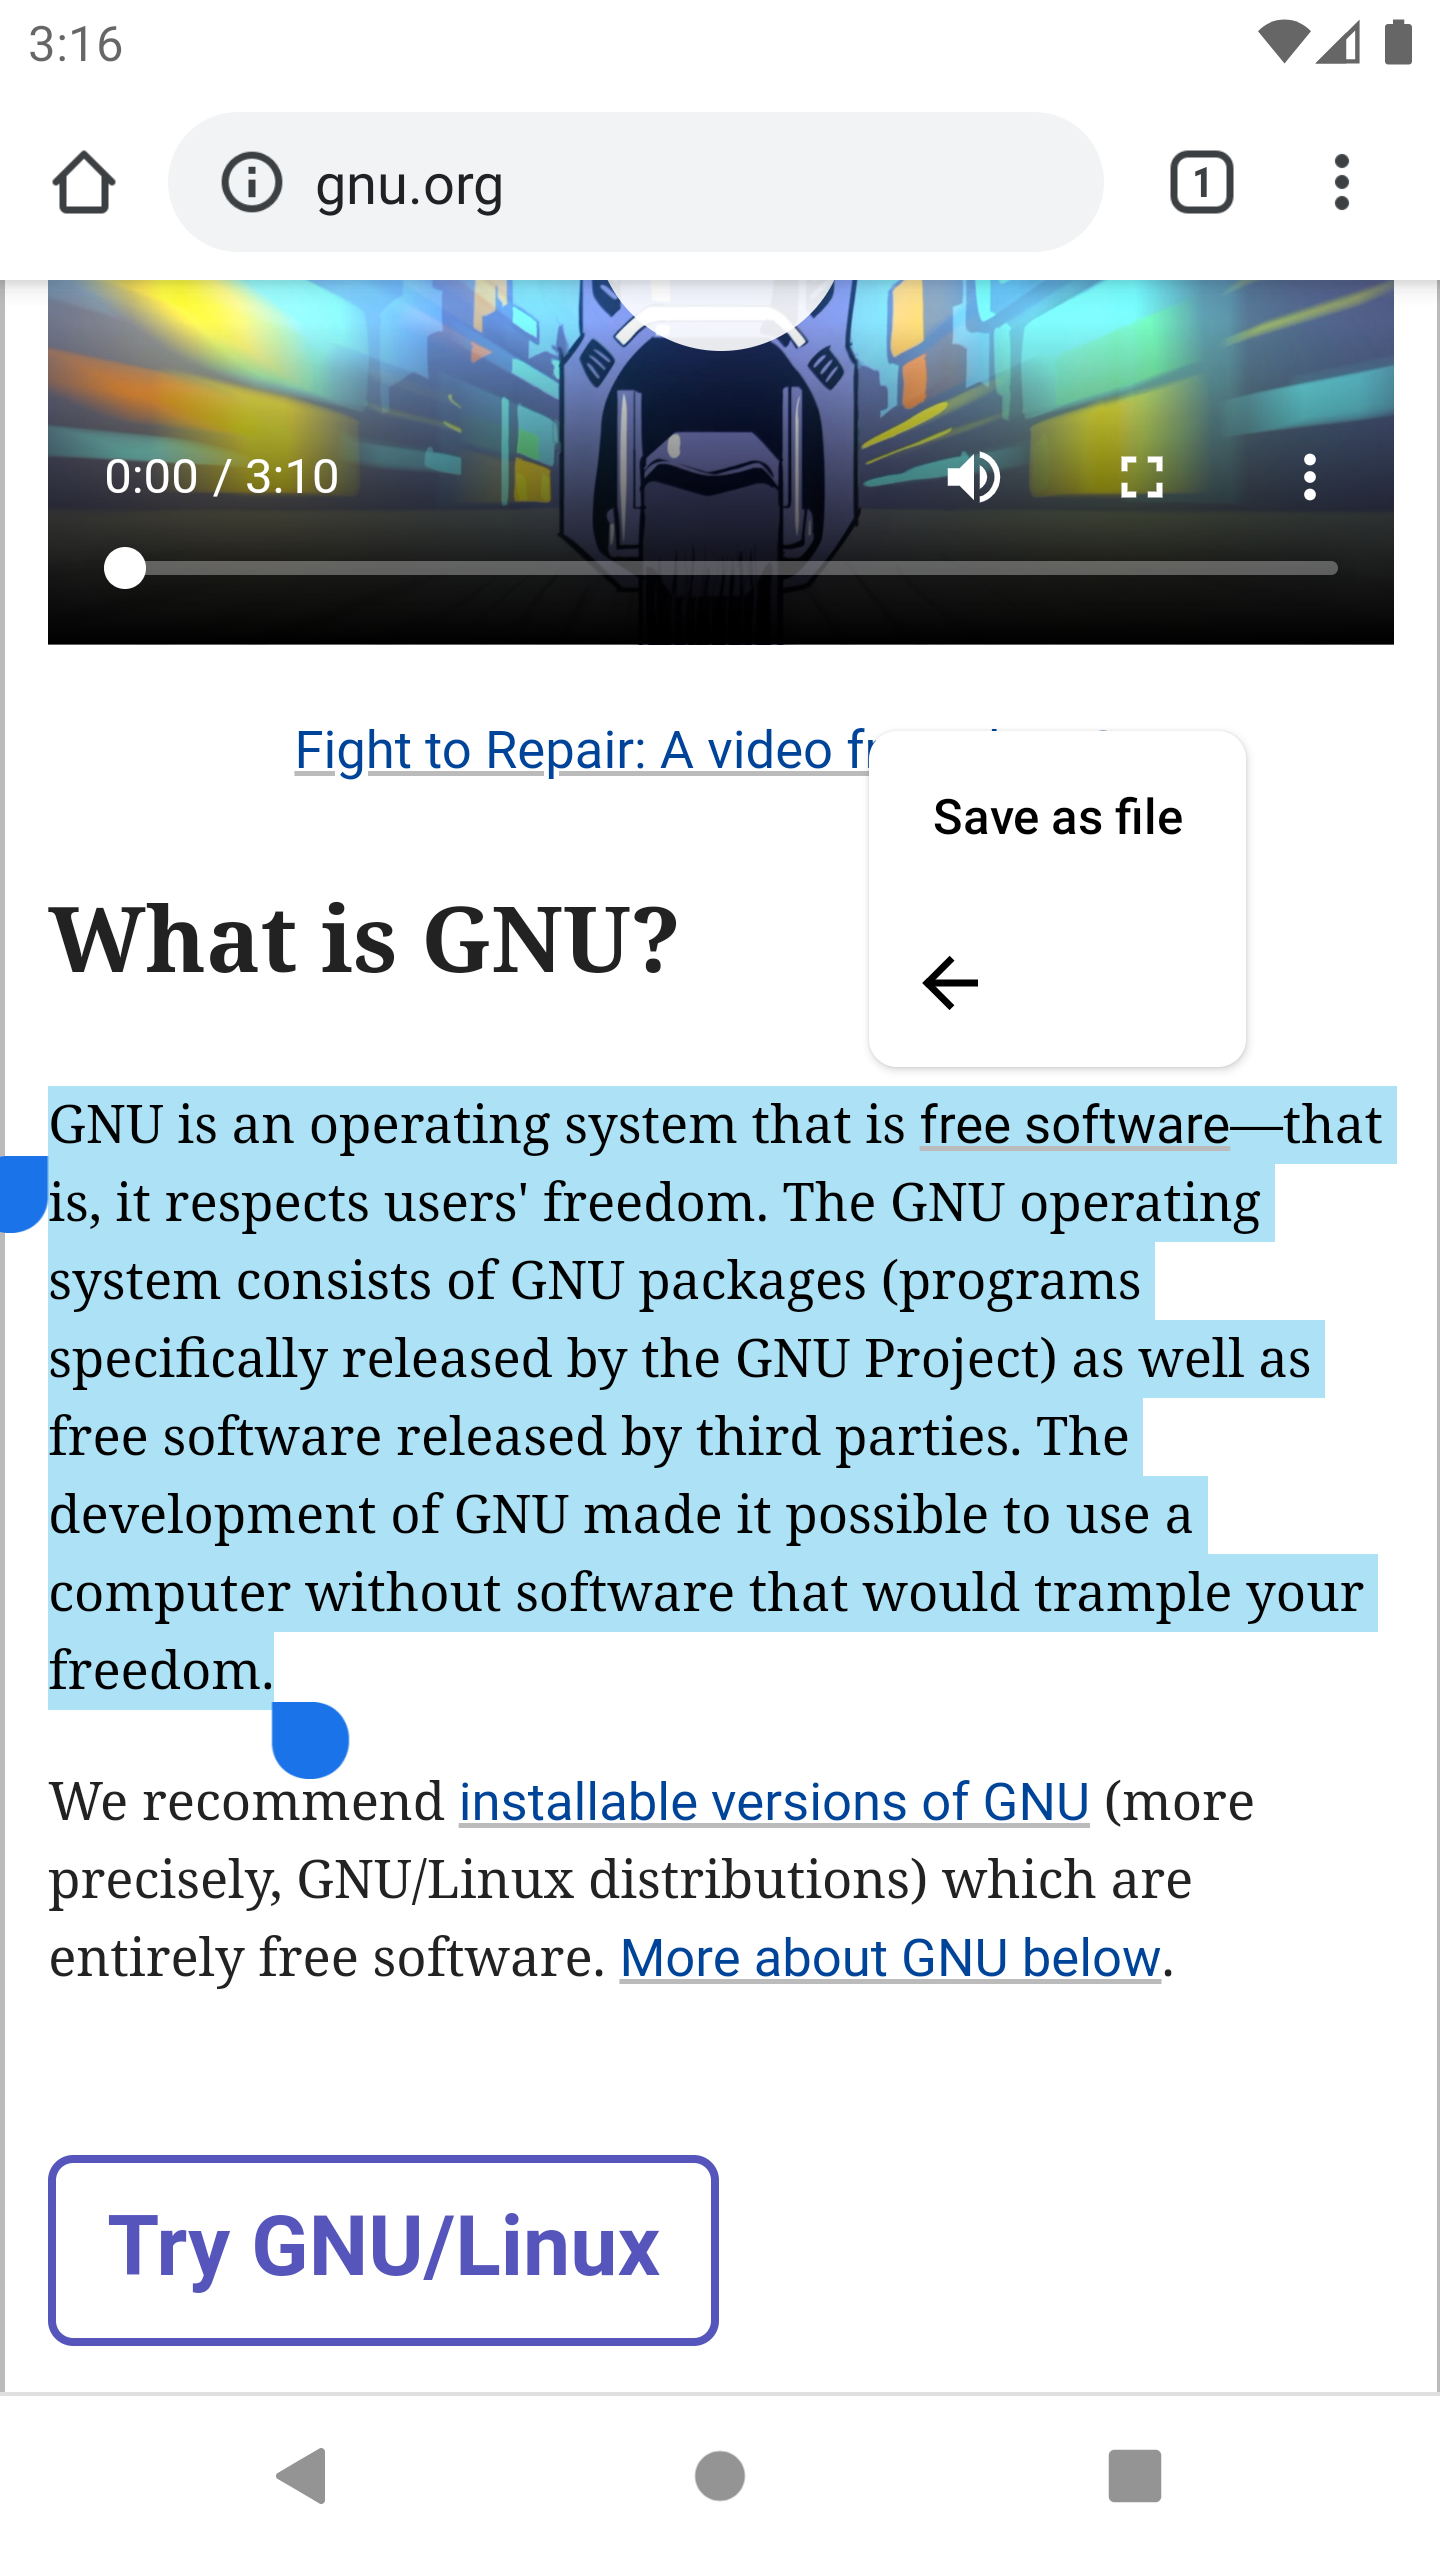 3:16
gnu.org
1
0:00 / 3:10
Fight to Repair: A video
Save as file
What is GNU?
GNU is an operating system that is free software—that
is, it respects users' freedom. The GNU operating
system consists of GNU packages (programs
specifically released by the GNU Project) as well as
free software released by third parties. The
development of GNU made it possible to use a
computer without software that would trample your
freedom.
We recommend installable versions of GNU (more
precisely, GNU/Linux distributions) which are
entirely free software. More about GNU below.
Try GNU/Linux